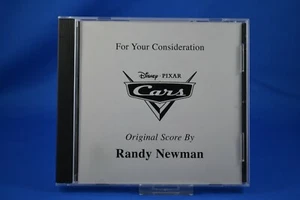 For Your Consideration
Disney · PIXAR
Cars
Original Score By
Randy Newman